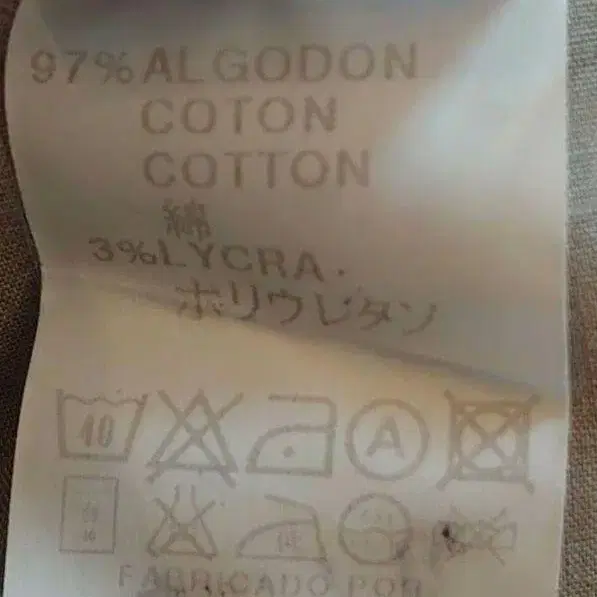 97% ALGODON
COTON
COTTON
綿
3% LYCRA.
ポリウレタン
40
A
FABRICADO POR